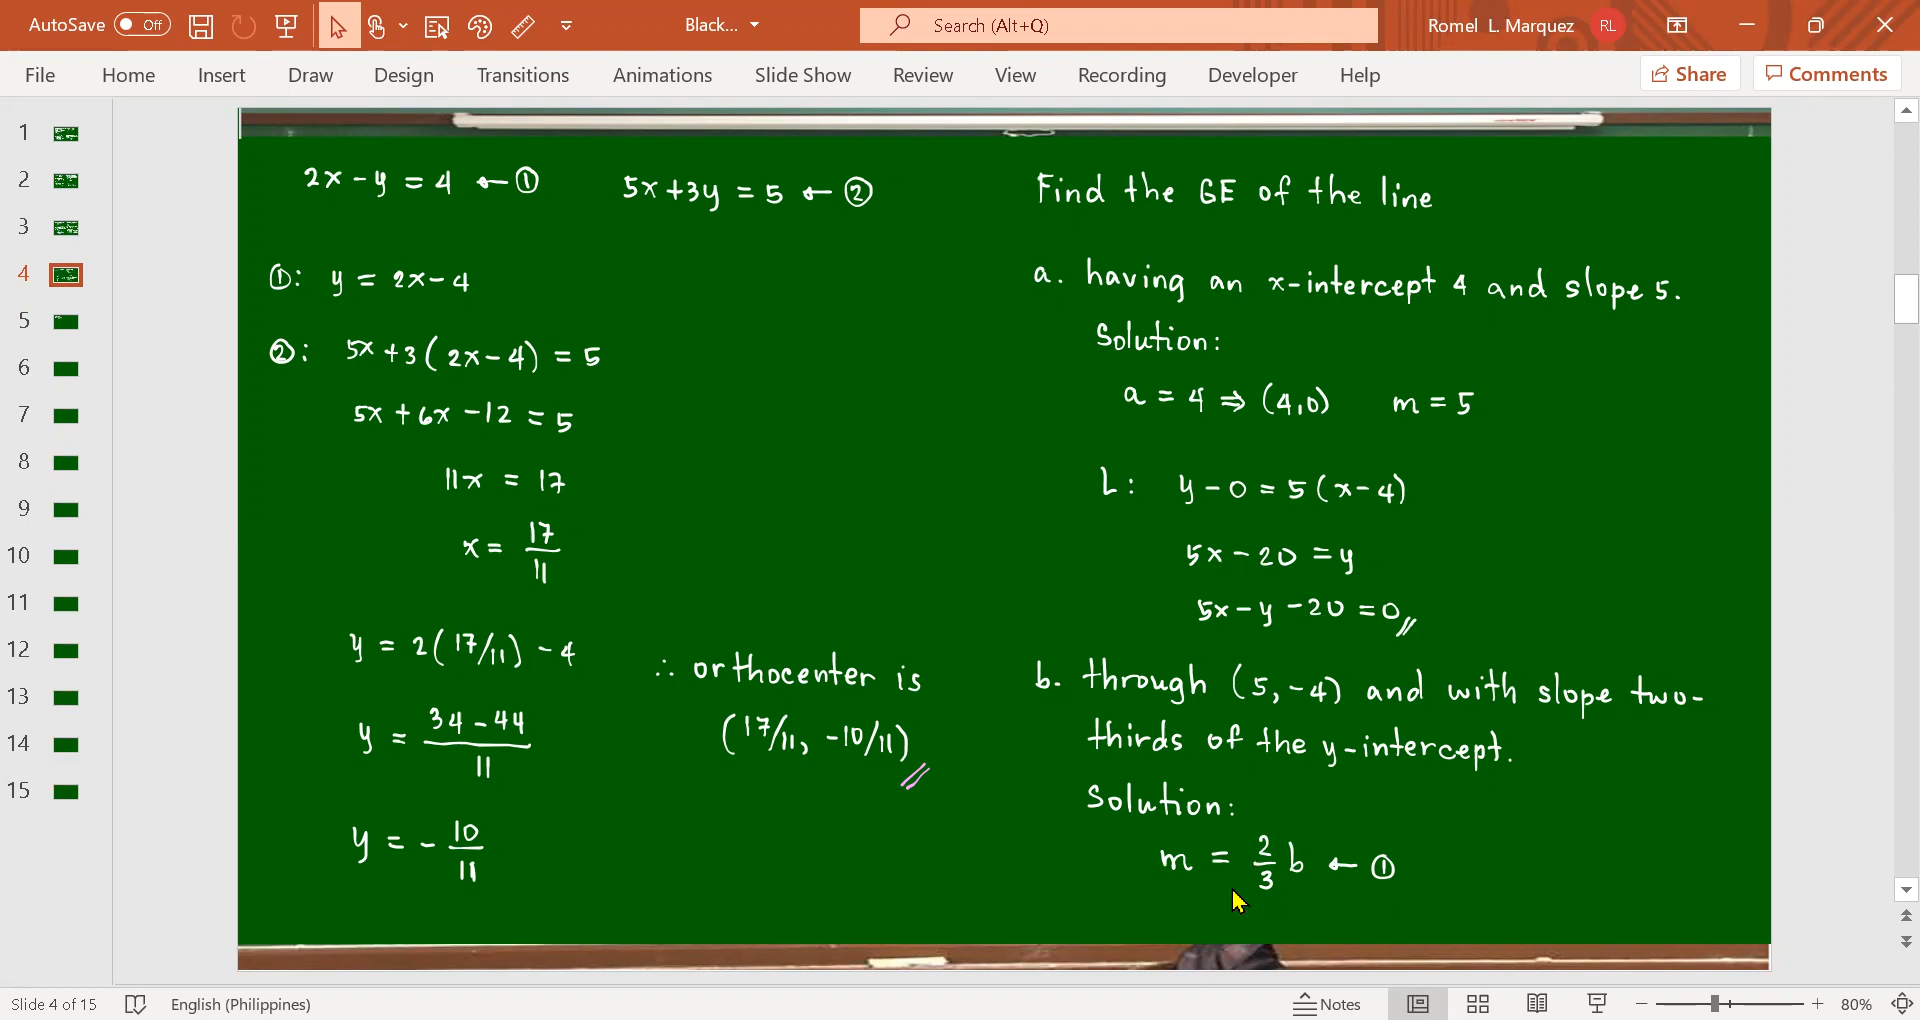 AutoSave Off Black... Search (Alt+Q) Romel L. Marquez RL
File Home Insert Draw Design Transitions Animations Slide Show Review View Recording Developer Help Share Comments
1
2
3
4
5
6
7
8
9
10
11
12
13
14
15
2x - y = 4 ← ①
5x + 3y = 5 ← ②
①: y = 2x - 4
②: 5x + 3(2x - 4) = 5
5x + 6x - 12 = 5
11x = 17
x = 17/11
y = 2(17/11) - 4
y = (34 - 44)/11
y = - 10/11
∴ orthocenter is
(17/11, -10/11)
Find the GE of the line
a. having an x-intercept 4 and slope 5.
Solution:
a = 4 ⇒ (4,0) m = 5
L: y - 0 = 5(x - 4)
5x - 20 = y
5x - y - 20 = 0
b. through (5, -4) and with slope two-
thirds of the y-intercept.
Solution:
m = 2/3 b ← ①
Slide 4 of 15 English (Philippines) Notes 80%